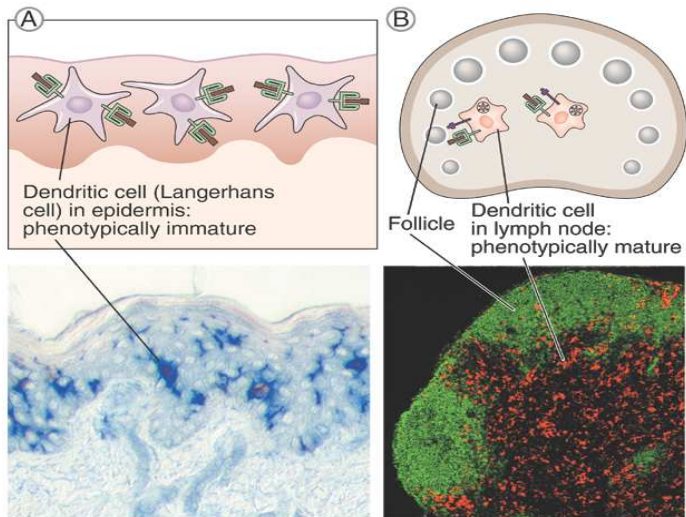 A
B
Dendritic cell (Langerhans
cell) in epidermis:
phenotypically immature
Follicle
Dendritic cell
in lymph node:
phenotypically mature